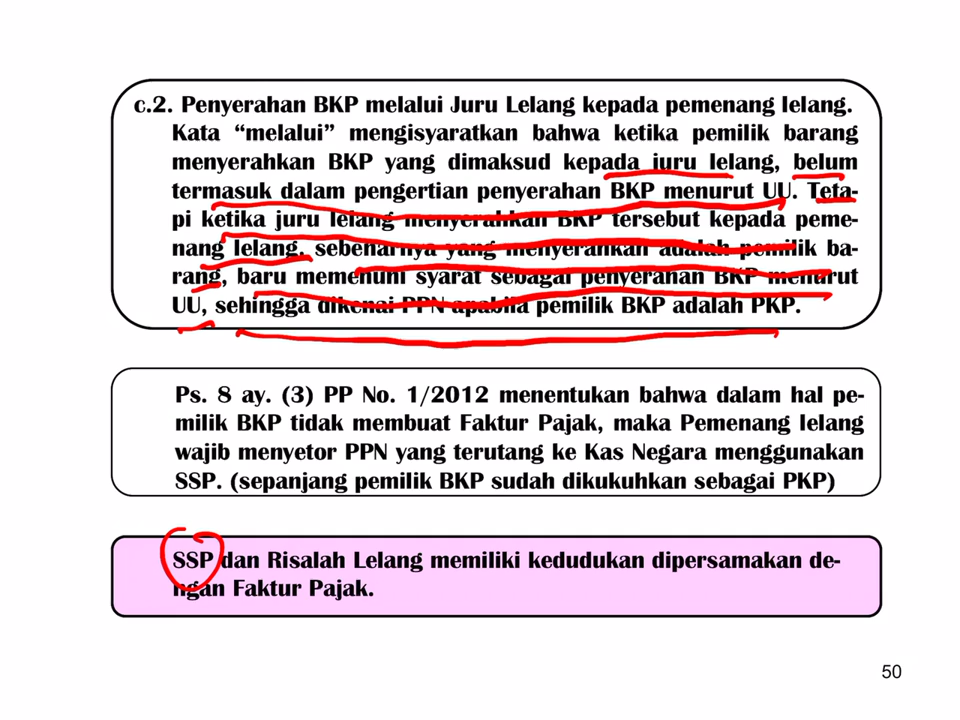 c.2. Penyerahan BKP melalui Juru Lelang kepada pemenang lelang.
Kata “melalui” mengisyaratkan bahwa ketika pemilik barang
menyerahkan BKP yang dimaksud kepada juru lelang, belum
termasuk dalam pengertian penyerahan BKP menurut UU. Teta-
pi ketika juru lelang menyerahkan BKP tersebut kepada peme-
nang lelang, sebenarnya yang menyerahkan adalah pemilik ba-
rang, baru memenuhi syarat sebagai penyerahan BKP menurut
UU, sehingga dikenai PPN apabila pemilik BKP adalah PKP.
Ps. 8 ay. (3) PP No. 1/2012 menentukan bahwa dalam hal pe-
milik BKP tidak membuat Faktur Pajak, maka Pemenang lelang
wajib menyetor PPN yang terutang ke Kas Negara menggunakan
SSP. (sepanjang pemilik BKP sudah dikukuhkan sebagai PKP)
SSP dan Risalah Lelang memiliki kedudukan dipersamakan de-
ngan Faktur Pajak.
50